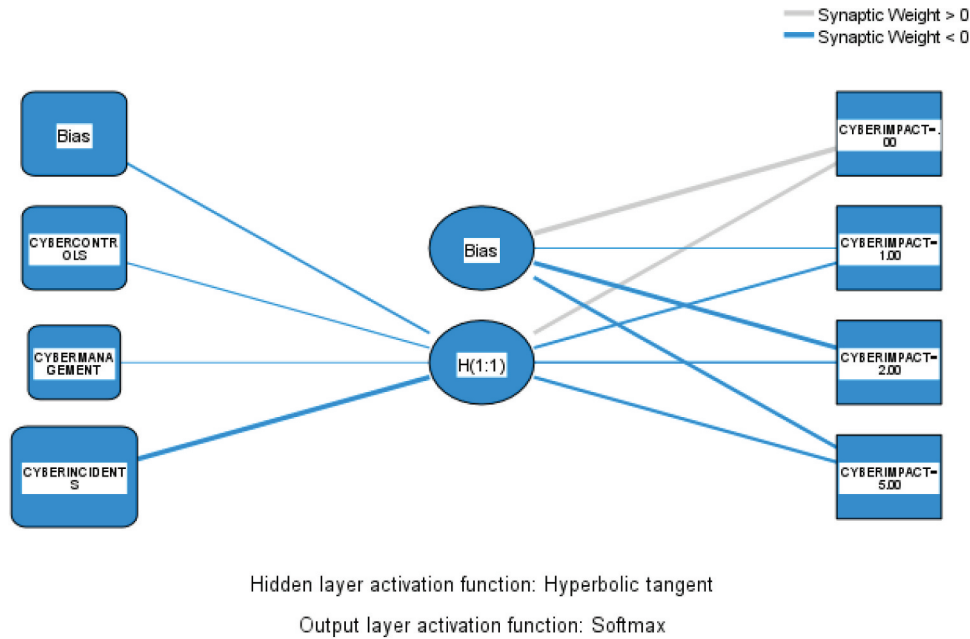 Synaptic Weight > 0
Synaptic Weight < 0
Bias
CYBERCONTR
OLS
CYBERMANA
GEMENT
CYBERINCIDENT
S
Bias
H(1:1)
CYBERIMPACT=.
00
CYBERIMPACT=
1.00
CYBERIMPACT=
2.00
CYBERIMPACT=
5.00
Hidden layer activation function: Hyperbolic tangent
Output layer activation function: Softmax